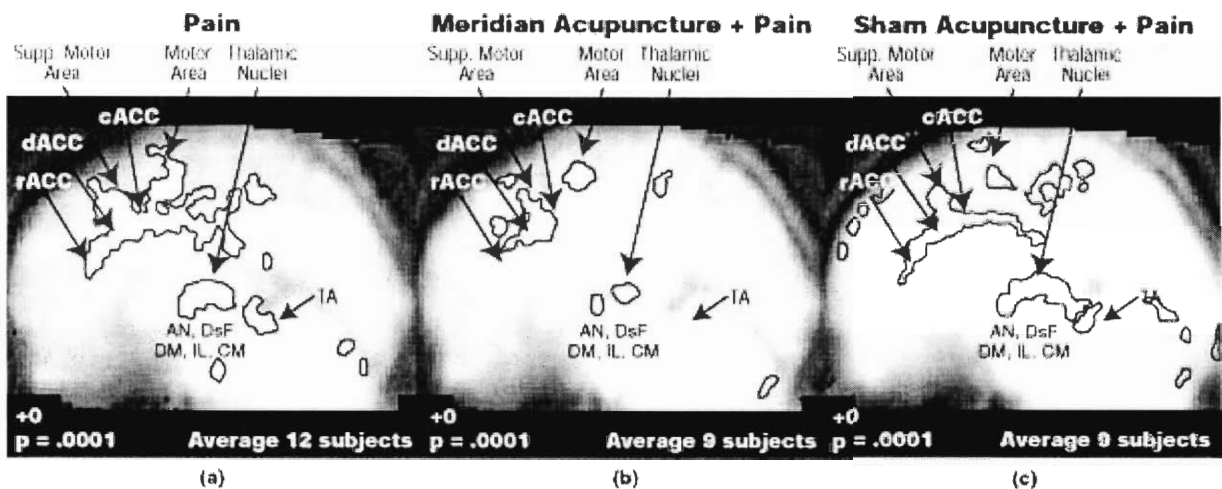 Pain
Supp. Motor Area
Motor Area
Thalamic Nuclei
cACC
dACC
rACC
TA
AN, DsF
DM, IL, CM
+0
p = .0001
Average 12 subjects
(a)
Meridian Acupuncture + Pain
Supp. Motor Area
Motor Area
Thalamic Nuclei
cACC
dACC
rACC
TA
AN, DsF
DM, IL, CM
+0
p = .0001
Average 9 subjects
(b)
Sham Acupuncture + Pain
Supp. Motor Area
Motor Area
Thalamic Nuclei
cACC
dACC
rACC
TA
AN, DsF
DM, IL, CM
+0
p = .0001
Average 9 subjects
(c)